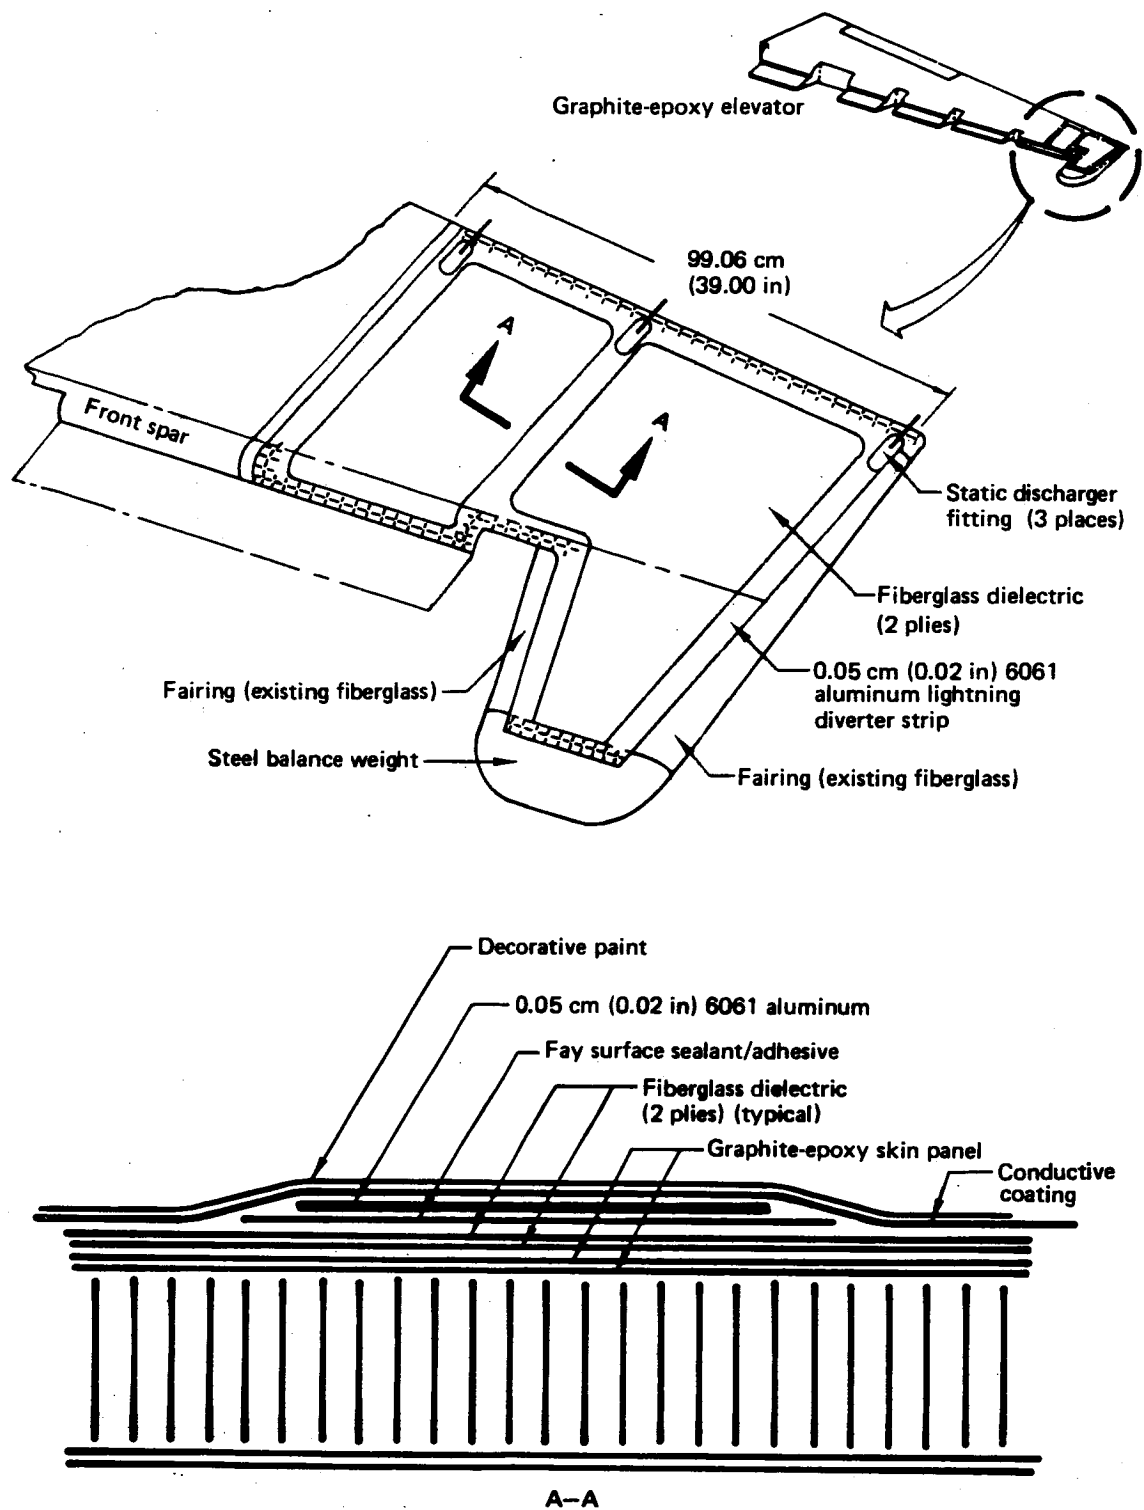 Graphite-epoxy elevator
99.06 cm
(39.00 in)
A
A
Front spar
Static discharger
fitting (3 places)
Fiberglass dielectric
(2 plies)
0.05 cm (0.02 in) 6061
aluminum lightning
diverter strip
Fairing (existing fiberglass)
Steel balance weight
Fairing (existing fiberglass)
Decorative paint
0.05 cm (0.02 in) 6061 aluminum
Fay surface sealant/adhesive
Fiberglass dielectric
(2 plies) (typical)
Graphite-epoxy skin panel
Conductive
coating
A–A